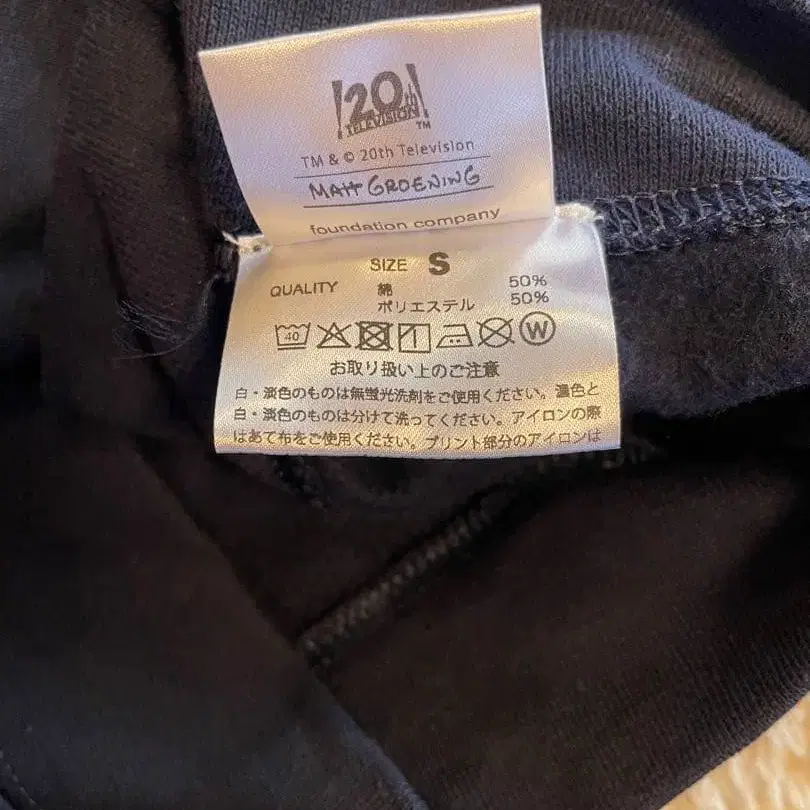 20th
TELEVISION™
TM & © 20th Television
MATT GROENING
foundation company
SIZE S
QUALITY 綿 50%
ポリエステル 50%
40 W
お取り扱い上のご注意
白・淡色のものは無蛍光洗剤をご使用ください。濃色と
白・淡色のものは分けて洗ってください。アイロンの際
はあて布をご使用ください。プリント部分のアイロンは